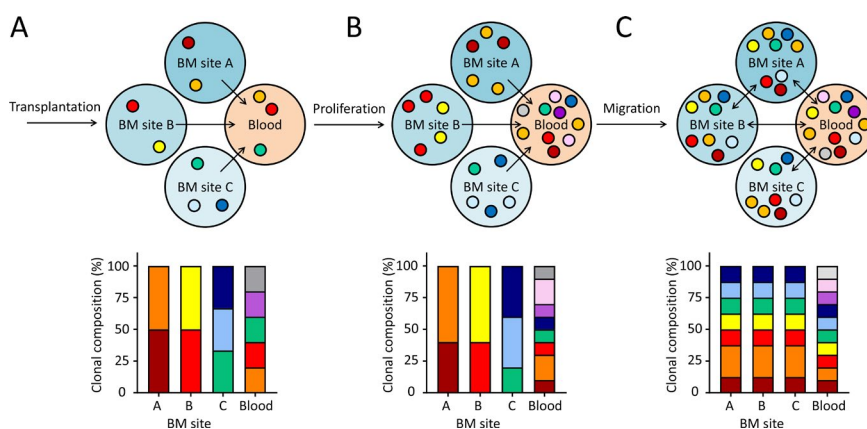 A
B
C
Transplantation
BM site A
BM site B
Blood
BM site C
Proliferation
BM site A
BM site B
Blood
BM site C
Migration
BM site A
BM site B
Blood
BM site C
Clonal composition (%)
100
75
50
25
0
A B C Blood
BM site
Clonal composition (%)
100
75
50
25
0
A B C Blood
BM site
Clonal composition (%)
100
75
50
25
0
A B C Blood
BM site